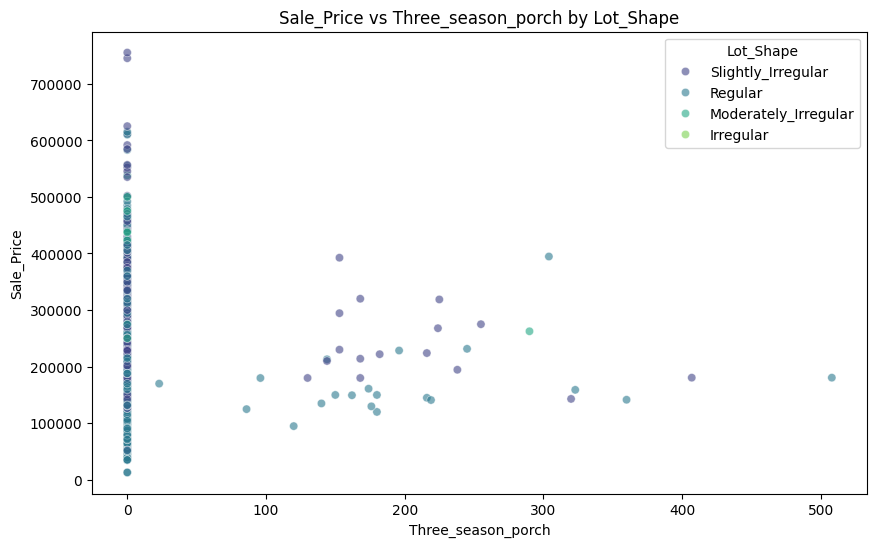 Sale_Price vs Three_season_porch by Lot_Shape
Lot_Shape
Slightly_Irregular
Regular
Moderately_Irregular
Irregular
Sale_Price
700000
600000
500000
400000
300000
200000
100000
0
0 100 200 300 400 500
Three_season_porch